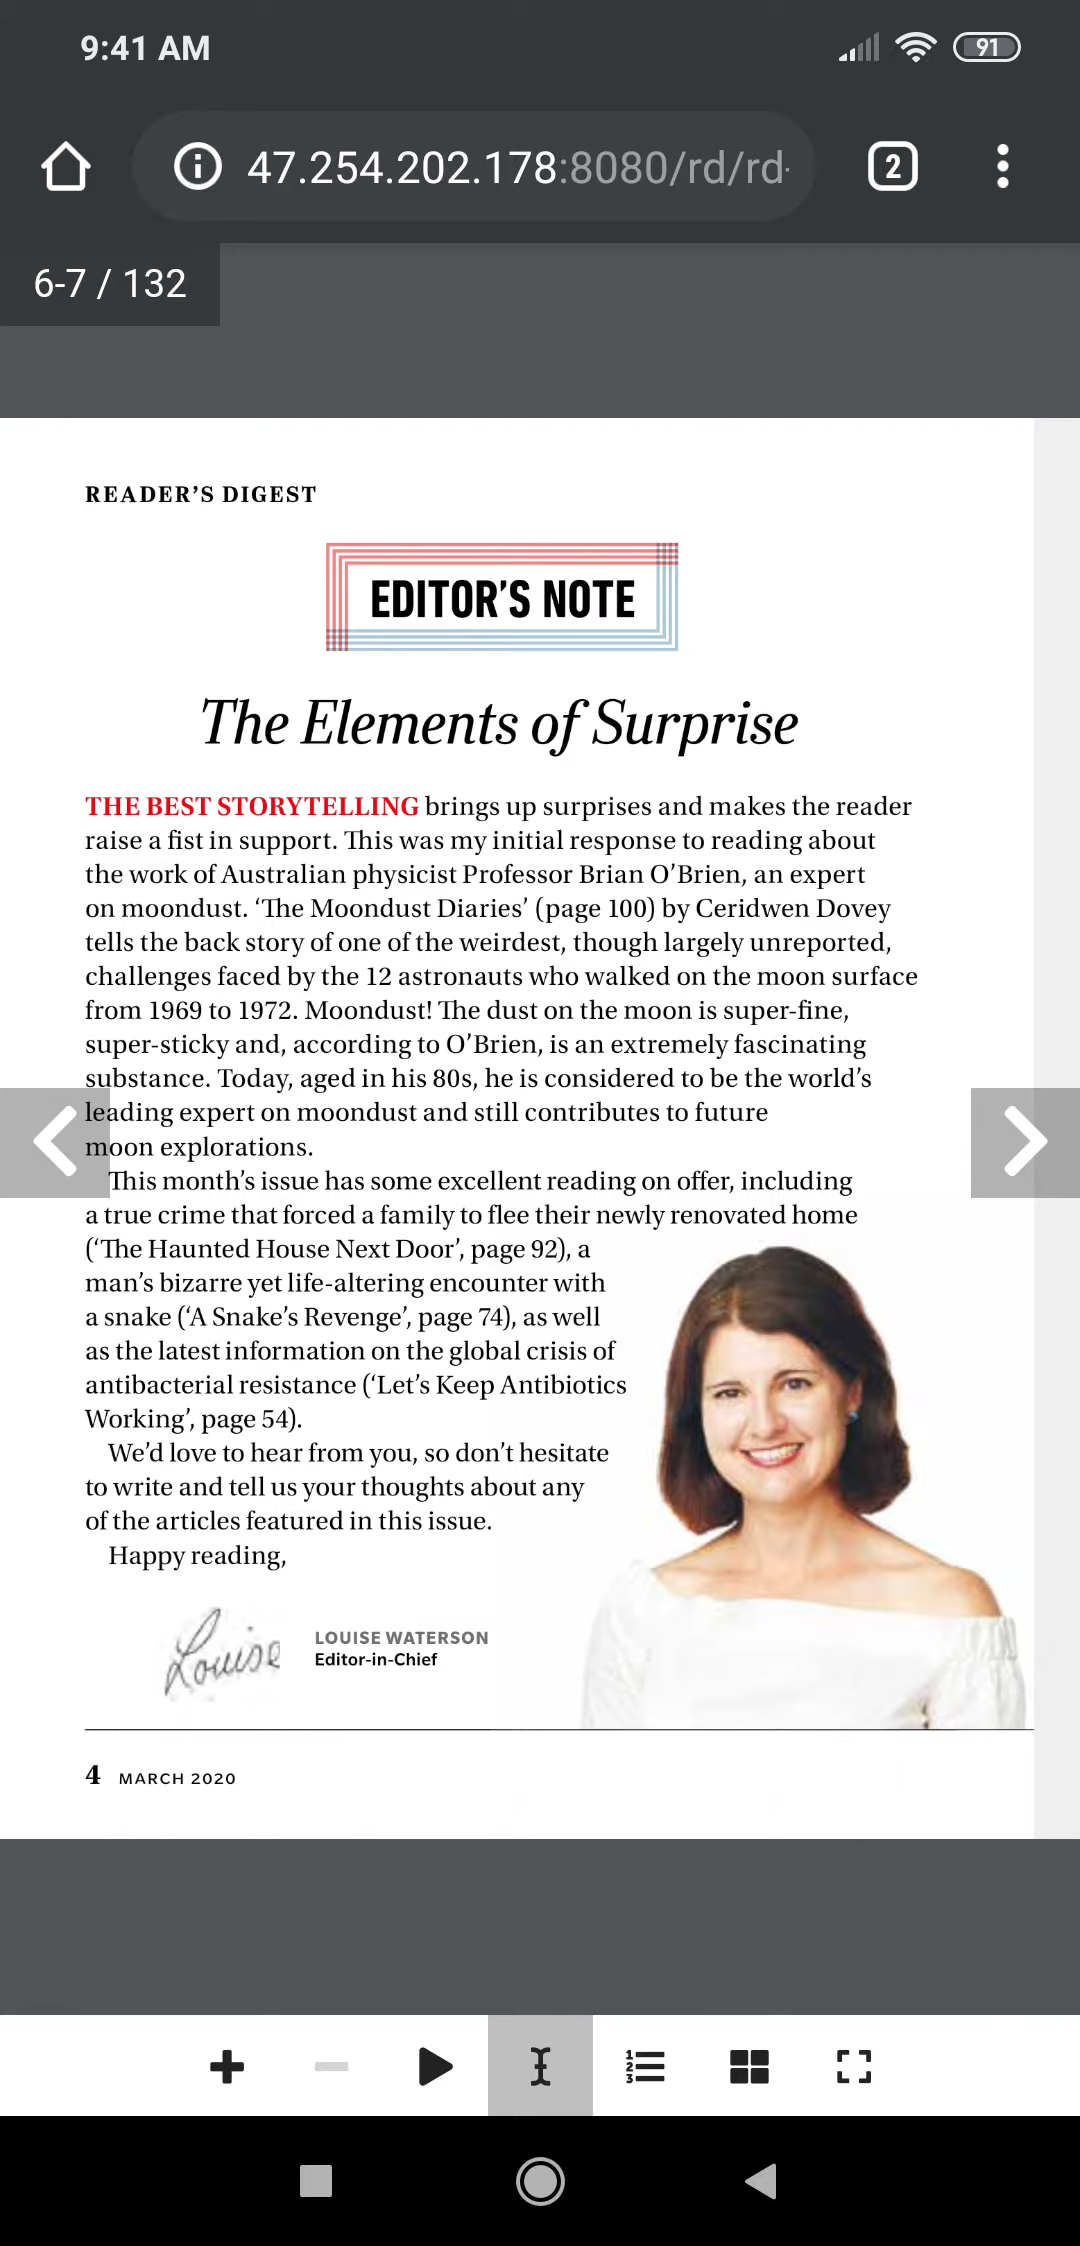 9:41 AM
91
47.254.202.178:8080/rd/rd-
2
6-7 / 132
READER’S DIGEST
EDITOR’S NOTE
The Elements of Surprise
THE BEST STORYTELLING brings up surprises and makes the reader
raise a fist in support. This was my initial response to reading about
the work of Australian physicist Professor Brian O’Brien, an expert
on moondust. ‘The Moondust Diaries’ (page 100) by Ceridwen Dovey
tells the back story of one of the weirdest, though largely unreported,
challenges faced by the 12 astronauts who walked on the moon surface
from 1969 to 1972. Moondust! The dust on the moon is super-fine,
super-sticky and, according to O’Brien, is an extremely fascinating
substance. Today, aged in his 80s, he is considered to be the world’s
leading expert on moondust and still contributes to future
moon explorations.
This month’s issue has some excellent reading on offer, including
a true crime that forced a family to flee their newly renovated home
(‘The Haunted House Next Door’, page 92), a
man’s bizarre yet life-altering encounter with
a snake (‘A Snake’s Revenge’, page 74), as well
as the latest information on the global crisis of
antibacterial resistance (‘Let’s Keep Antibiotics
Working’, page 54).
We’d love to hear from you, so don’t hesitate
to write and tell us your thoughts about any
of the articles featured in this issue.
Happy reading,
Louise
LOUISE WATERSON
Editor-in-Chief
4 MARCH 2020